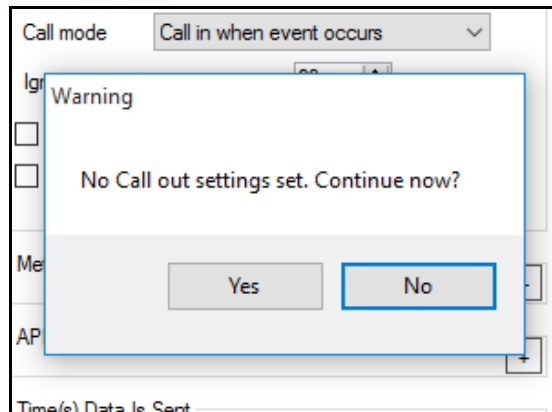 Call mode Call in when event occurs
Warning
No Call out settings set. Continue now?
Yes No
Time(s) Data Is Sent